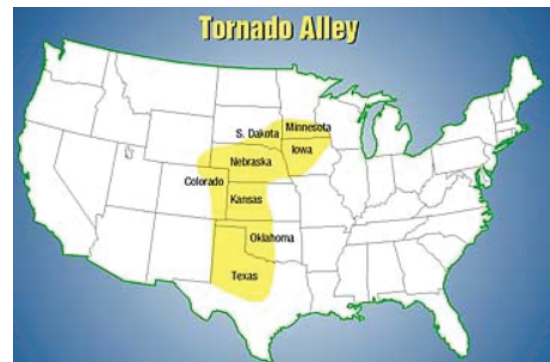 Tornado Alley
Minnesota
S. Dakota
Iowa
Nebraska
Colorado
Kansas
Oklahoma
Texas